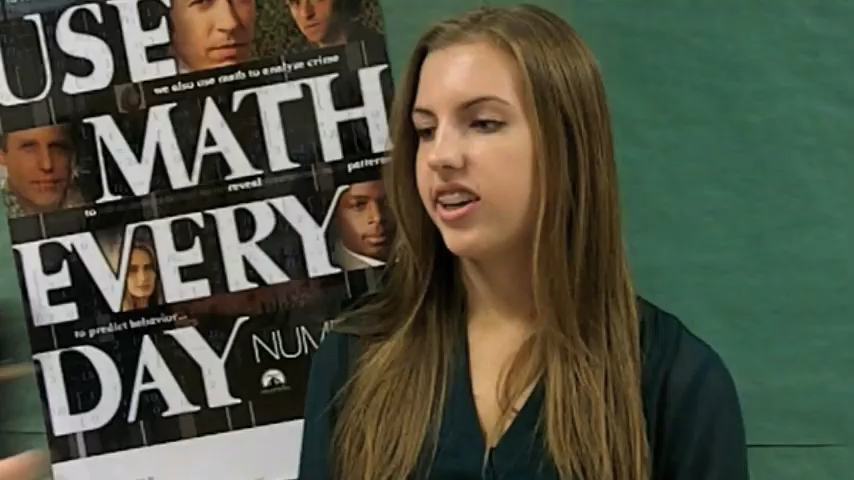 USE
we also use math to analyze crime
MATH
to reveal patterns
EVERY
to predict behavior...
DAY
NUM